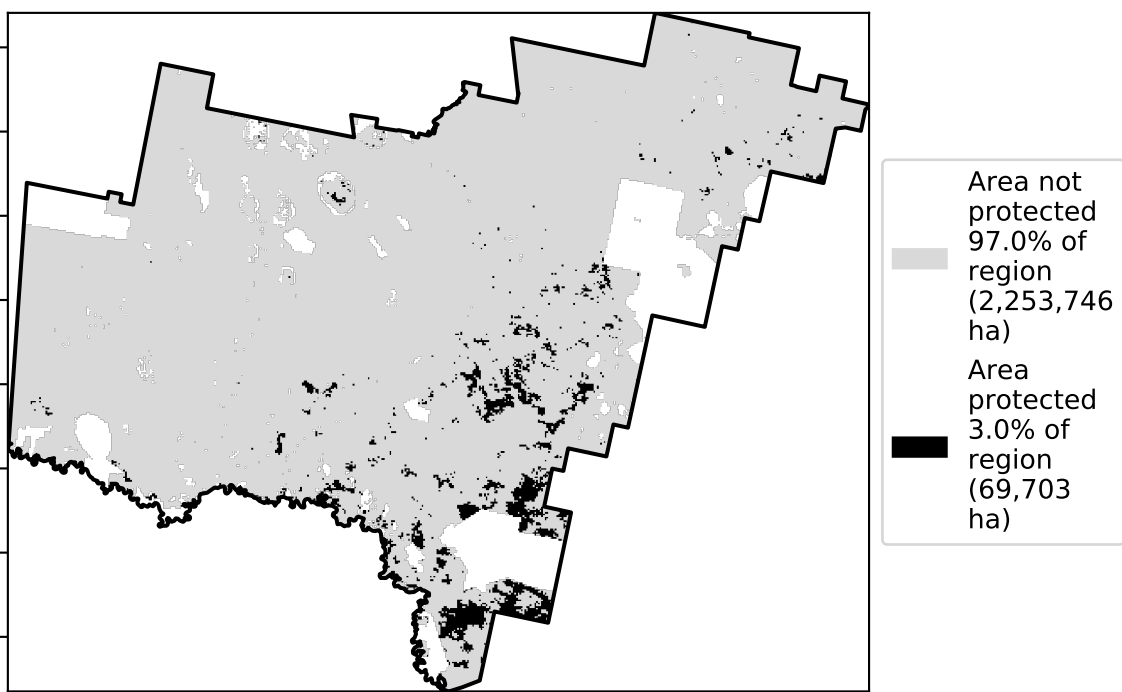 Area not
protected
97.0% of
region
(2,253,746
ha)
Area
protected
3.0% of
region
(69,703
ha)